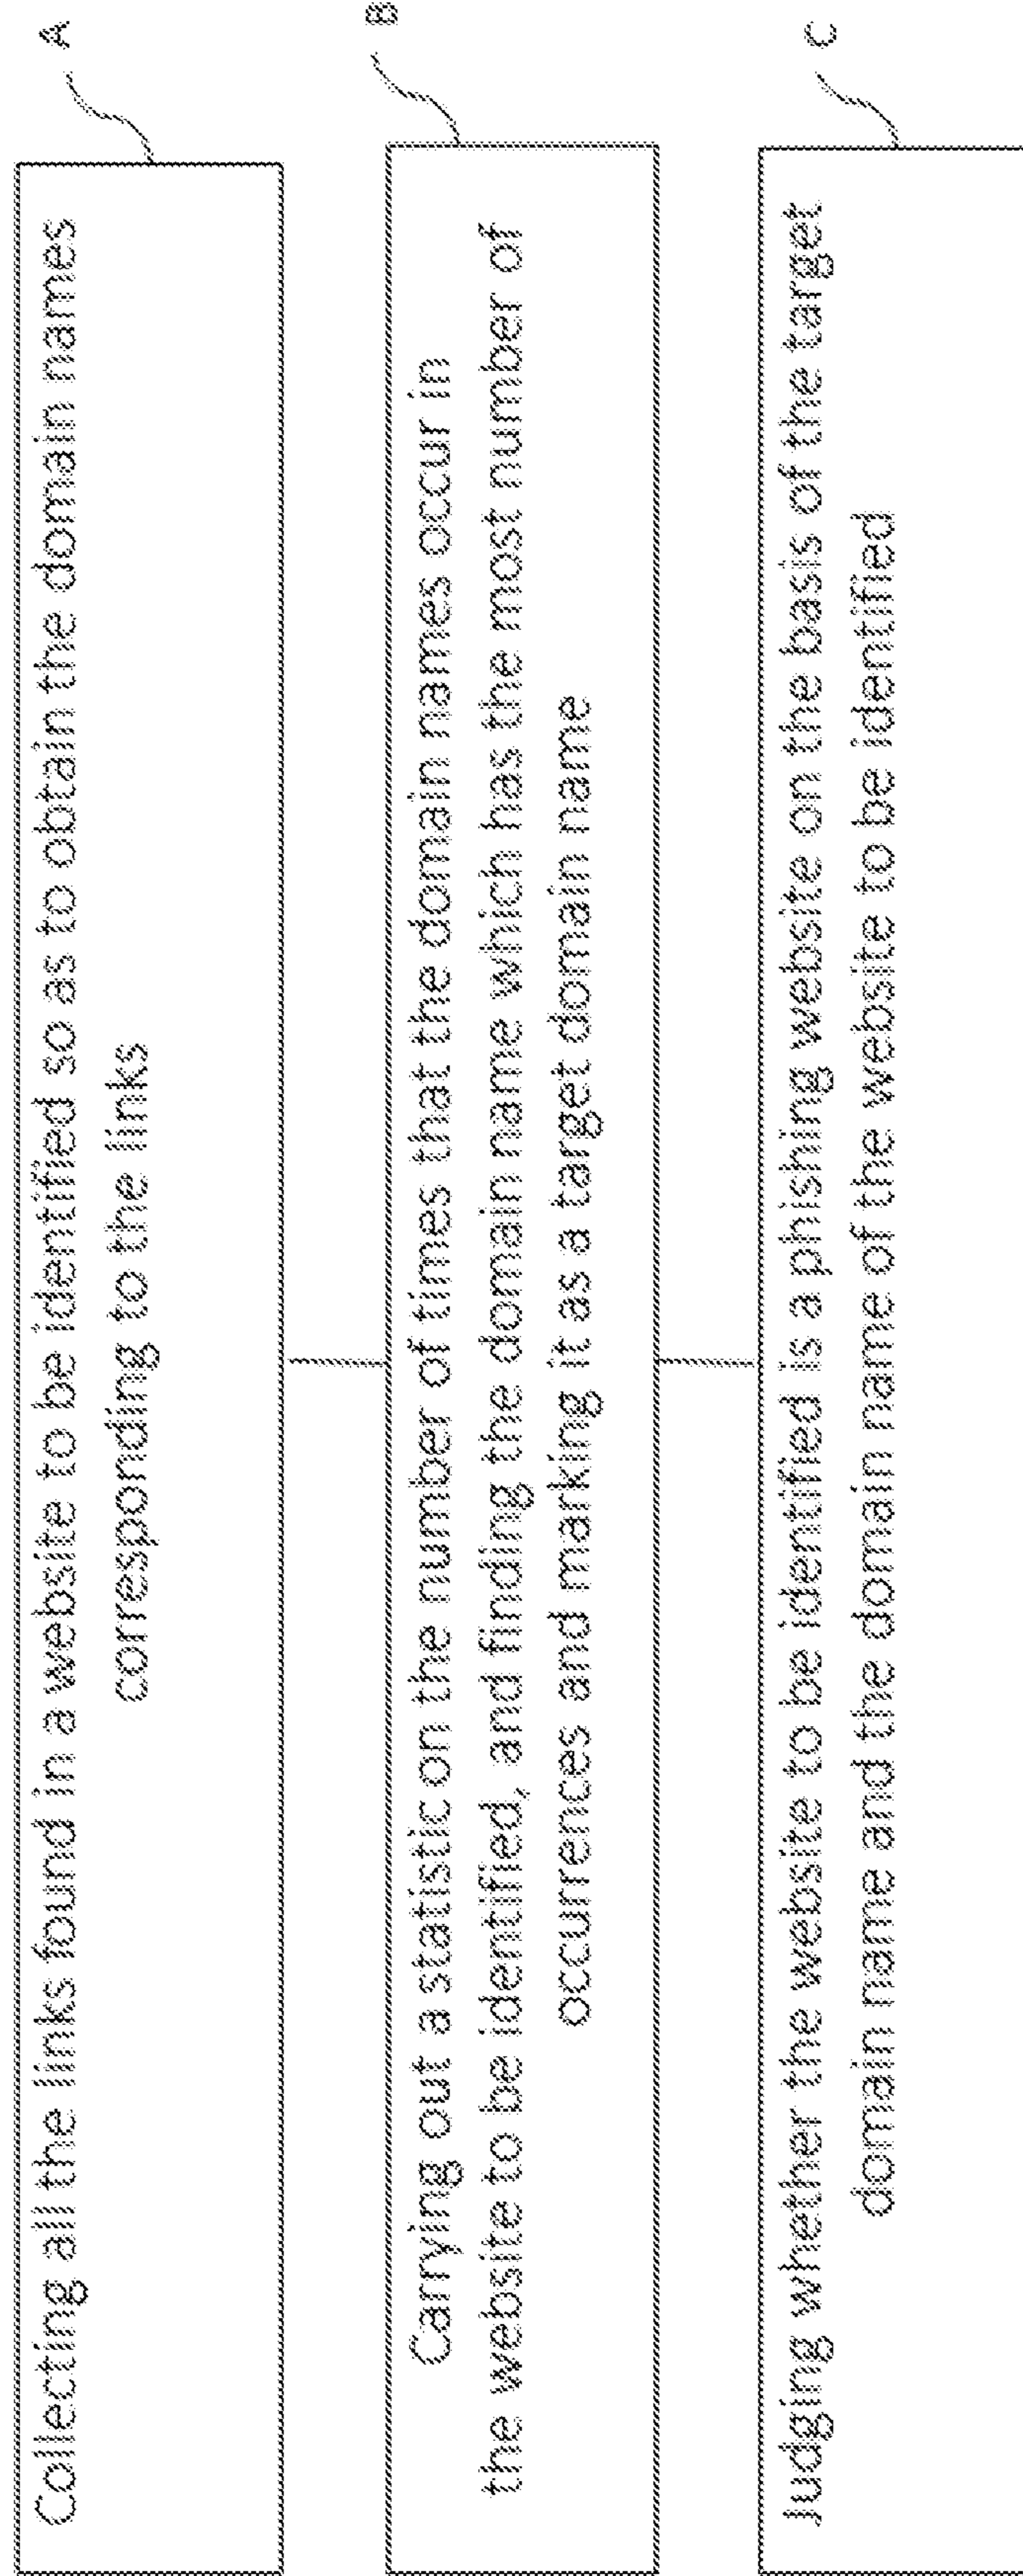 Collecting all the links found in a website to be identified so as to obtain the domain names
corresponding to the links
A
Carrying out a statistic on the number of times that the domain names occur in
the website to be identified, and finding the domain name which has the most number of
occurrences and marking it as a target domain name
B
Judging whether the website to be identified is a phishing website on the basis of the target
domain name and the domain name of the website to be identified
C